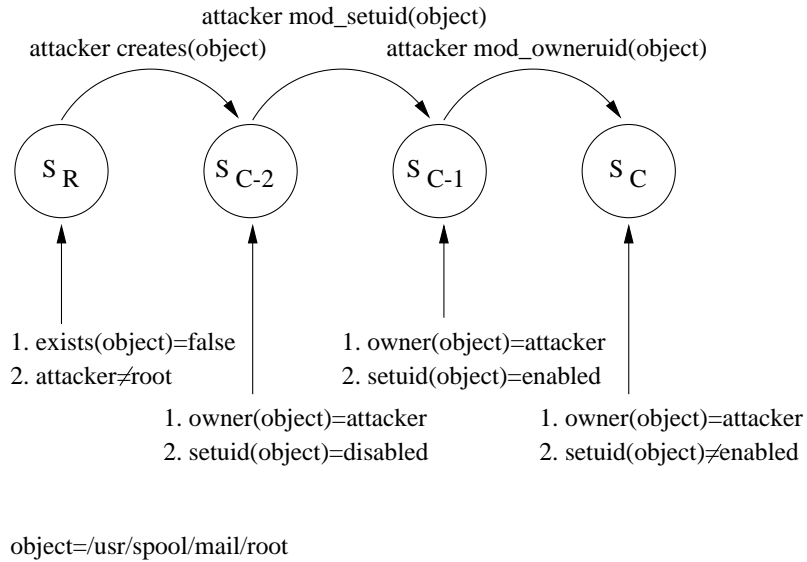 attacker mod_setuid(object)
attacker creates(object)
attacker mod_owneruid(object)
S R
S C-2
S C-1
S C
1. exists(object)=false
2. attacker≠root
1. owner(object)=attacker
2. setuid(object)=enabled
1. owner(object)=attacker
2. setuid(object)=disabled
1. owner(object)=attacker
2. setuid(object)≠enabled
object=/usr/spool/mail/root